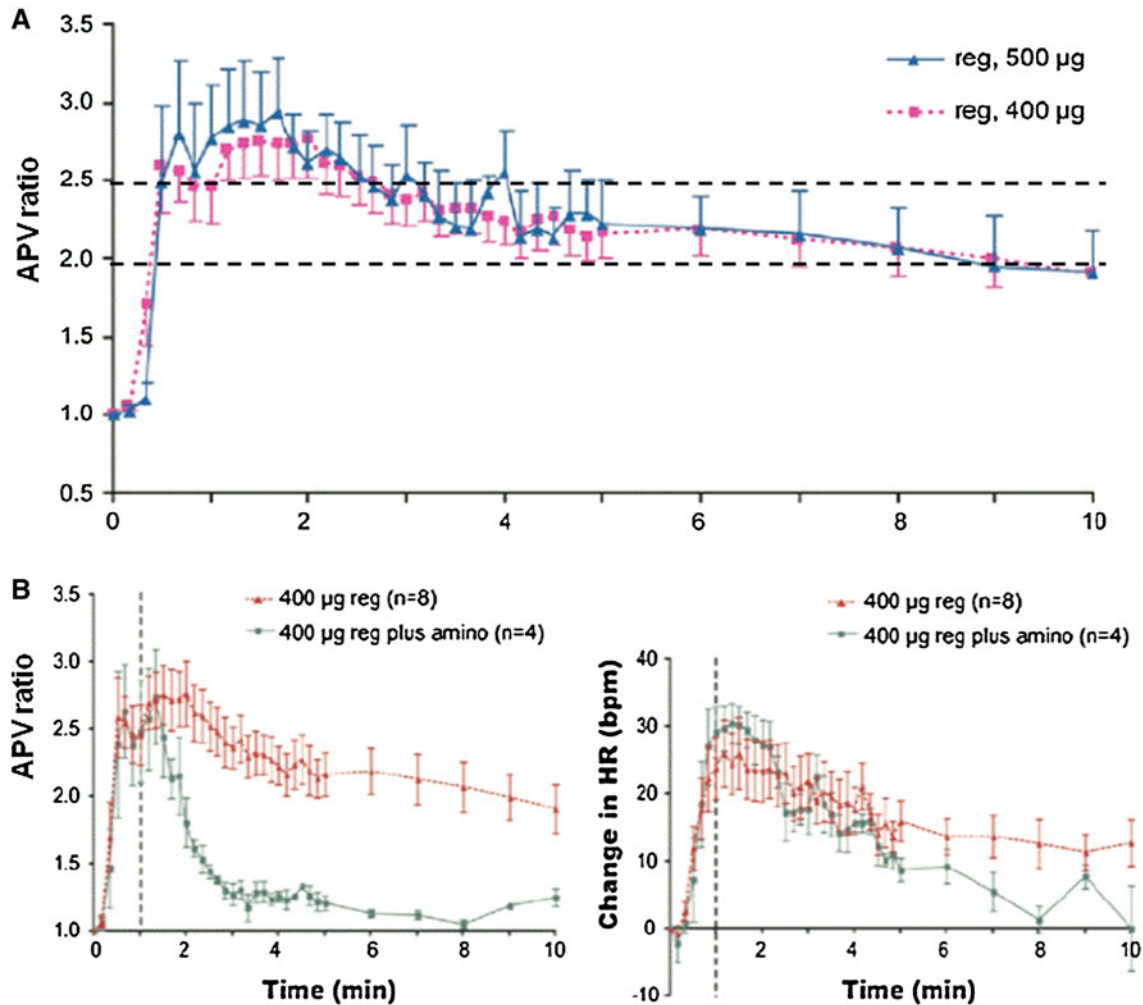 A
3.5
3.0
2.5
2.0
1.5
1.0
0.5
APV ratio
reg, 500 µg
reg, 400 µg
0 2 4 6 8 10
B
3.5
3.0
2.5
2.0
1.5
1.0
APV ratio
400 µg reg (n=8)
400 µg reg plus amino (n=4)
0 2 4 6 8 10
Time (min)
400 µg reg (n=8)
400 µg reg plus amino (n=4)
40
30
20
10
0
-10
Change in HR (bpm)
2 4 6 8 10
Time (min)